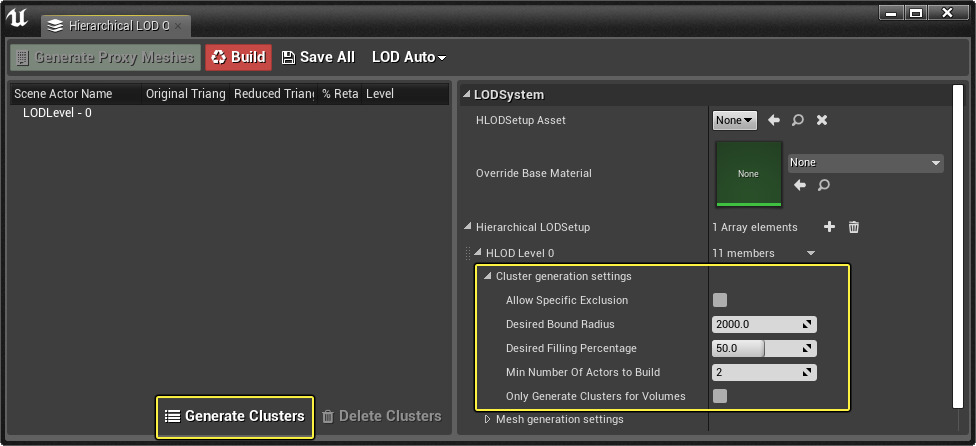 Hierarchical LOD O
Generate Proxy Meshes
Build
Save All
LOD Auto
Scene Actor Name Original Triang Reduced Triang % Reta Level
LODLevel - 0
Generate Clusters
Delete Clusters
LODSystem
HLODSetup Asset None
Override Base Material None None
Hierarchical LODSetup 1 Array elements
HLOD Level 0 11 members
Cluster generation settings
Allow Specific Exclusion
Desired Bound Radius 2000.0
Desired Filling Percentage 50.0
Min Number Of Actors to Build 2
Only Generate Clusters for Volumes
Mesh generation settings